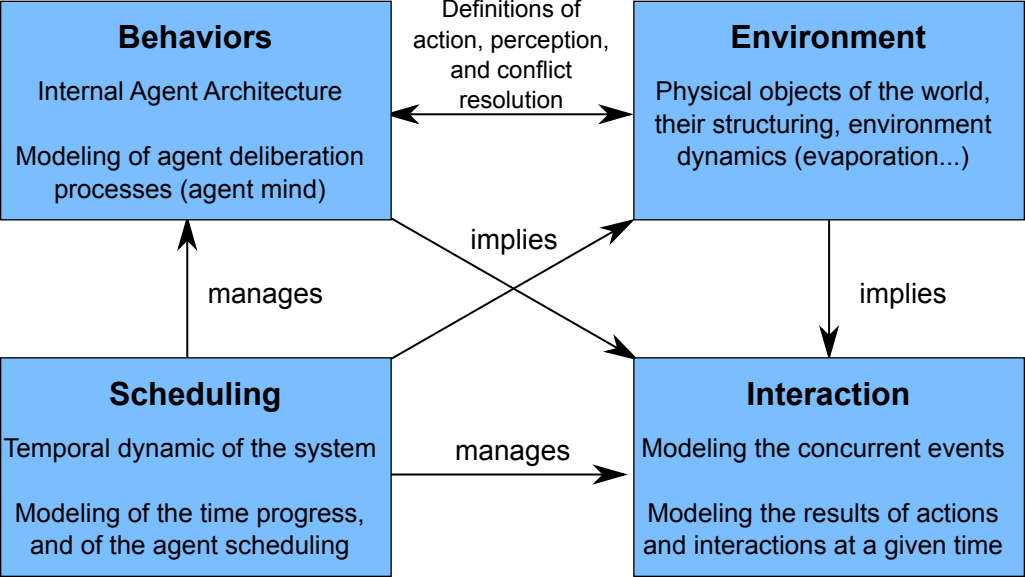 Behaviors
Internal Agent Architecture
Modeling of agent deliberation
processes (agent mind)
Definitions of
action, perception,
and conflict
resolution
Environment
Physical objects of the world,
their structuring, environment
dynamics (evaporation...)
implies
manages
implies
Scheduling
Temporal dynamic of the system
Modeling of the time progress,
and of the agent scheduling
manages
Interaction
Modeling the concurrent events
Modeling the results of actions
and interactions at a given time